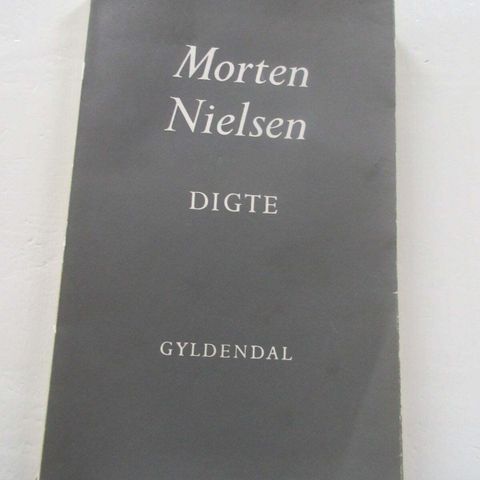 Morten
Nielsen
DIGTE
GYLDENDAL